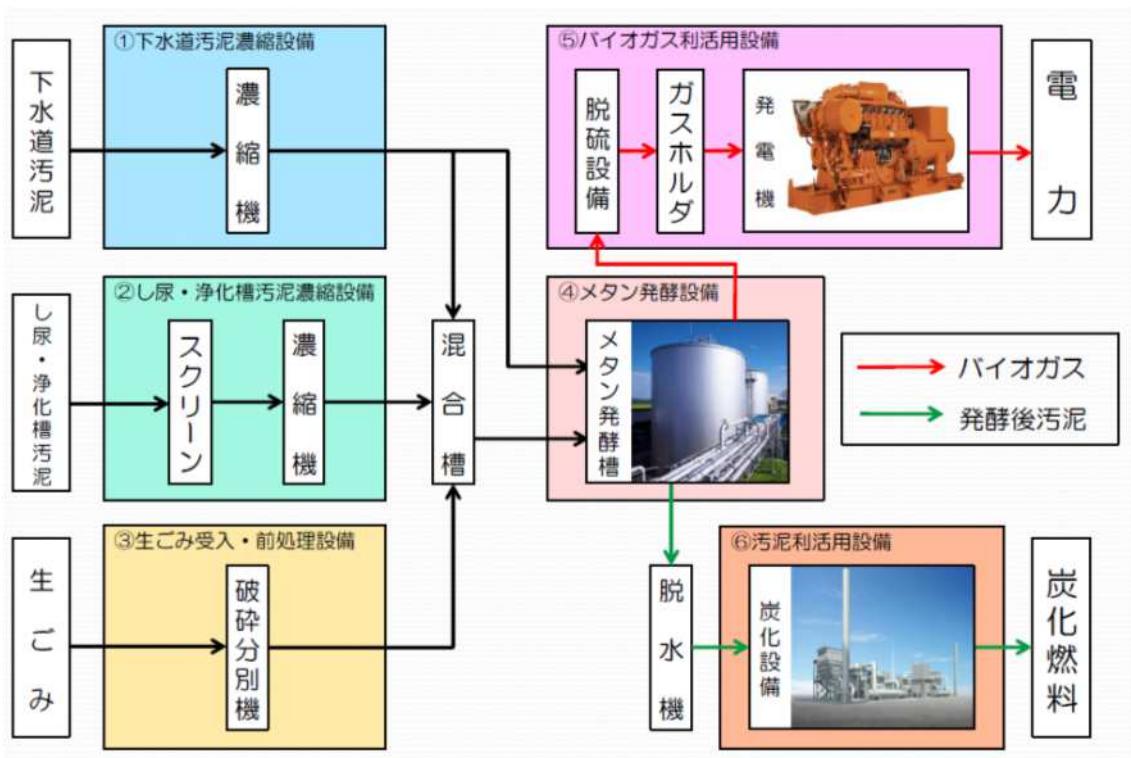 下水道汚泥
①下水道汚泥濃縮設備
濃縮機
し尿・浄化槽汚泥
②し尿・浄化槽汚泥濃縮設備
スクリーン
濃縮機
混合槽
生ごみ
③生ごみ受入・前処理設備
破砕分別機
④メタン発酵設備
メタン発酵槽
⑤バイオガス利活用設備
脱硫設備
ガスホルダ
発電機
電力
バイオガス
発酵後汚泥
脱水機
⑥汚泥利活用設備
炭化設備
炭化燃料